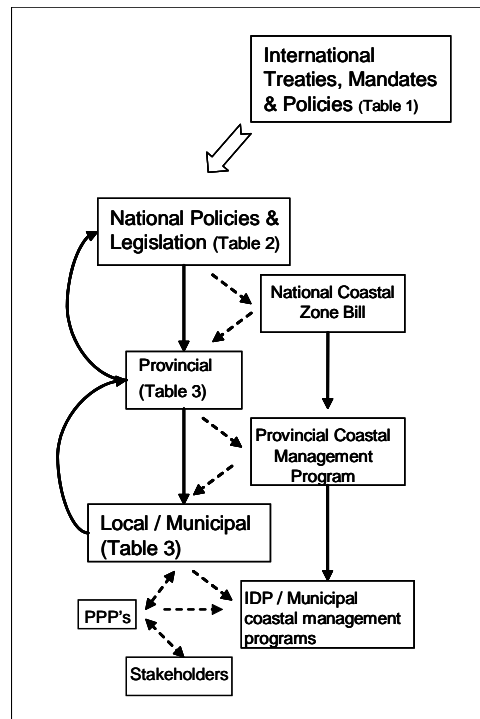 International
Treaties, Mandates
& Policies (Table 1)
National Policies &
Legislation (Table 2)
National Coastal
Zone Bill
Provincial
(Table 3)
Provincial Coastal
Management
Program
Local / Municipal
(Table 3)
IDP / Municipal
coastal management
programs
PPP's
Stakeholders